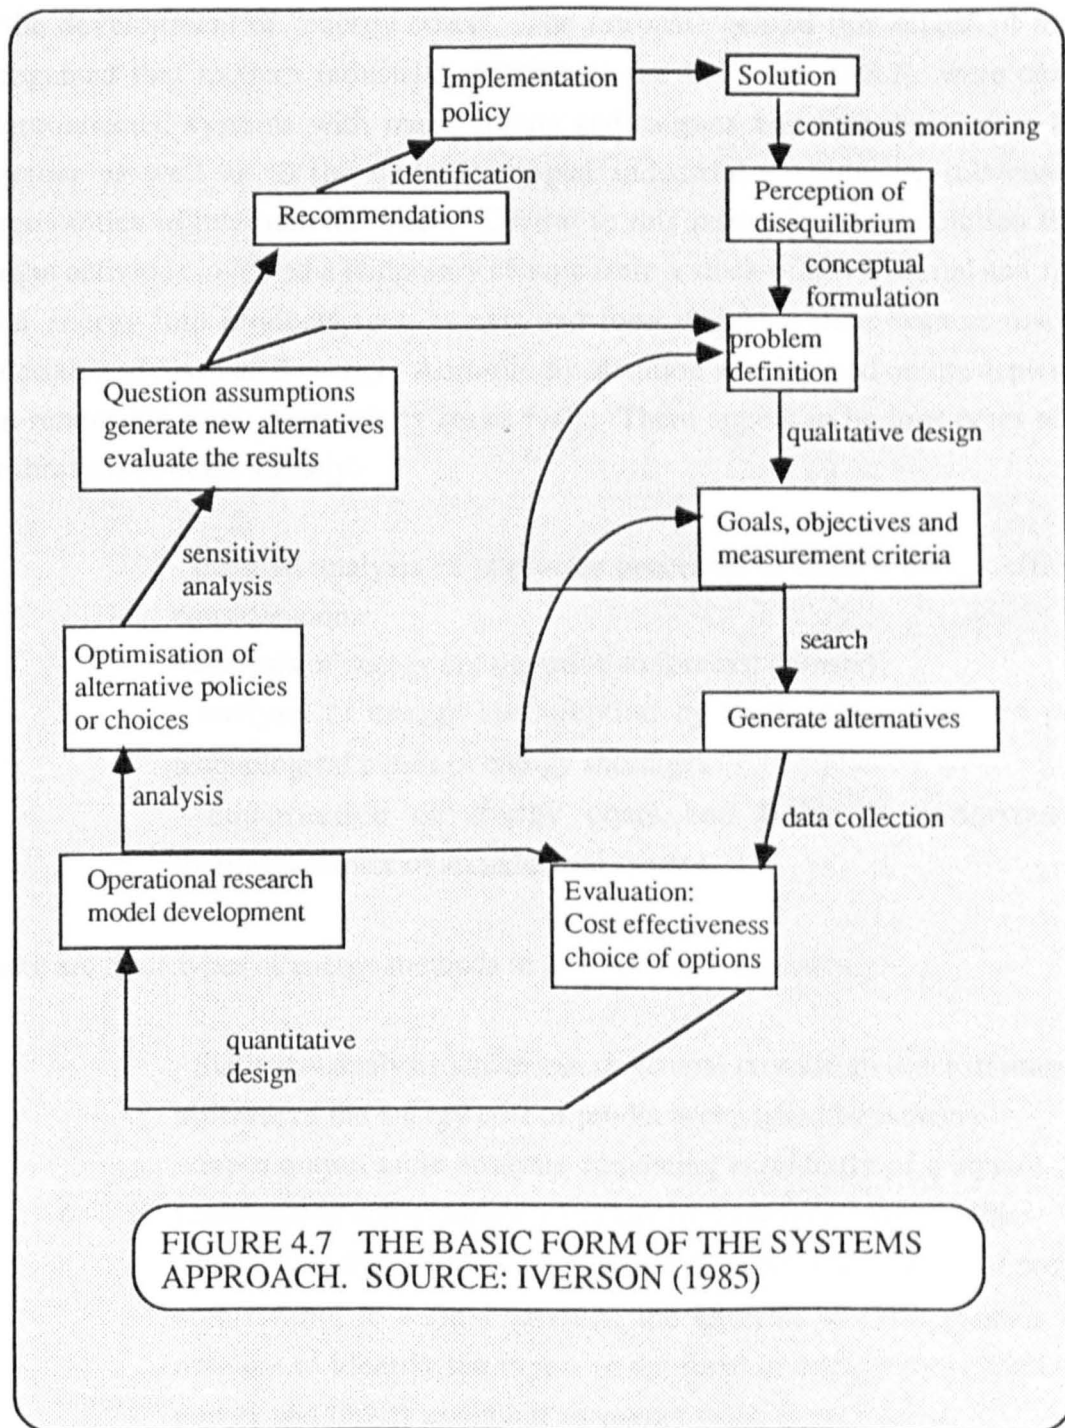 Implementation
policy
Solution
continous monitoring
identification
Recommendations
Perception of
disequilibrium
conceptual
formulation
problem
definition
Question assumptions
generate new alternatives
evaluate the results
qualitative design
Goals, objectives and
measurement criteria
sensitivity
analysis
search
Optimisation of
alternative policies
or choices
Generate alternatives
analysis
data collection
Operational research
model development
Evaluation:
Cost effectiveness
choice of options
quantitative
design
FIGURE 4.7 THE BASIC FORM OF THE SYSTEMS
APPROACH. SOURCE: IVERSON (1985)